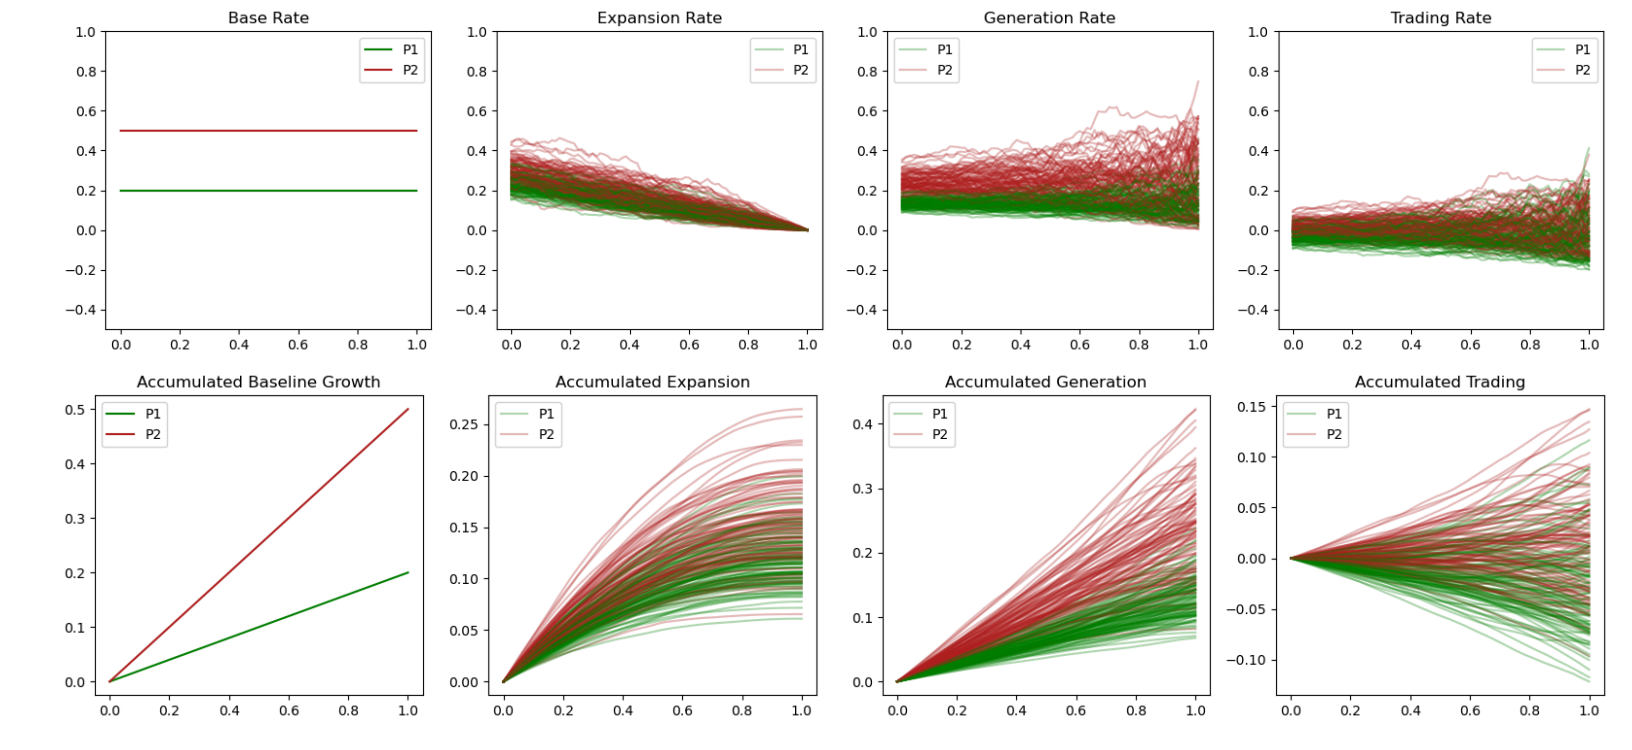 Base Rate
1.0
0.8
0.6
0.4
0.2
0.0
−0.2
−0.4
0.0 0.2 0.4 0.6 0.8 1.0
P1
P2
Expansion Rate
1.0
0.8
0.6
0.4
0.2
0.0
−0.2
−0.4
0.0 0.2 0.4 0.6 0.8 1.0
P1
P2
Generation Rate
1.0
0.8
0.6
0.4
0.2
0.0
−0.2
−0.4
0.0 0.2 0.4 0.6 0.8 1.0
P1
P2
Trading Rate
1.0
0.8
0.6
0.4
0.2
0.0
−0.2
−0.4
0.0 0.2 0.4 0.6 0.8 1.0
P1
P2
Accumulated Baseline Growth
0.5
0.4
0.3
0.2
0.1
0.0
0.0 0.2 0.4 0.6 0.8 1.0
P1
P2
Accumulated Expansion
0.25
0.20
0.15
0.10
0.05
0.00
0.0 0.2 0.4 0.6 0.8 1.0
P1
P2
Accumulated Generation
0.4
0.3
0.2
0.1
0.0
0.0 0.2 0.4 0.6 0.8 1.0
P1
P2
Accumulated Trading
0.15
0.10
0.05
0.00
−0.05
−0.10
0.0 0.2 0.4 0.6 0.8 1.0
P1
P2